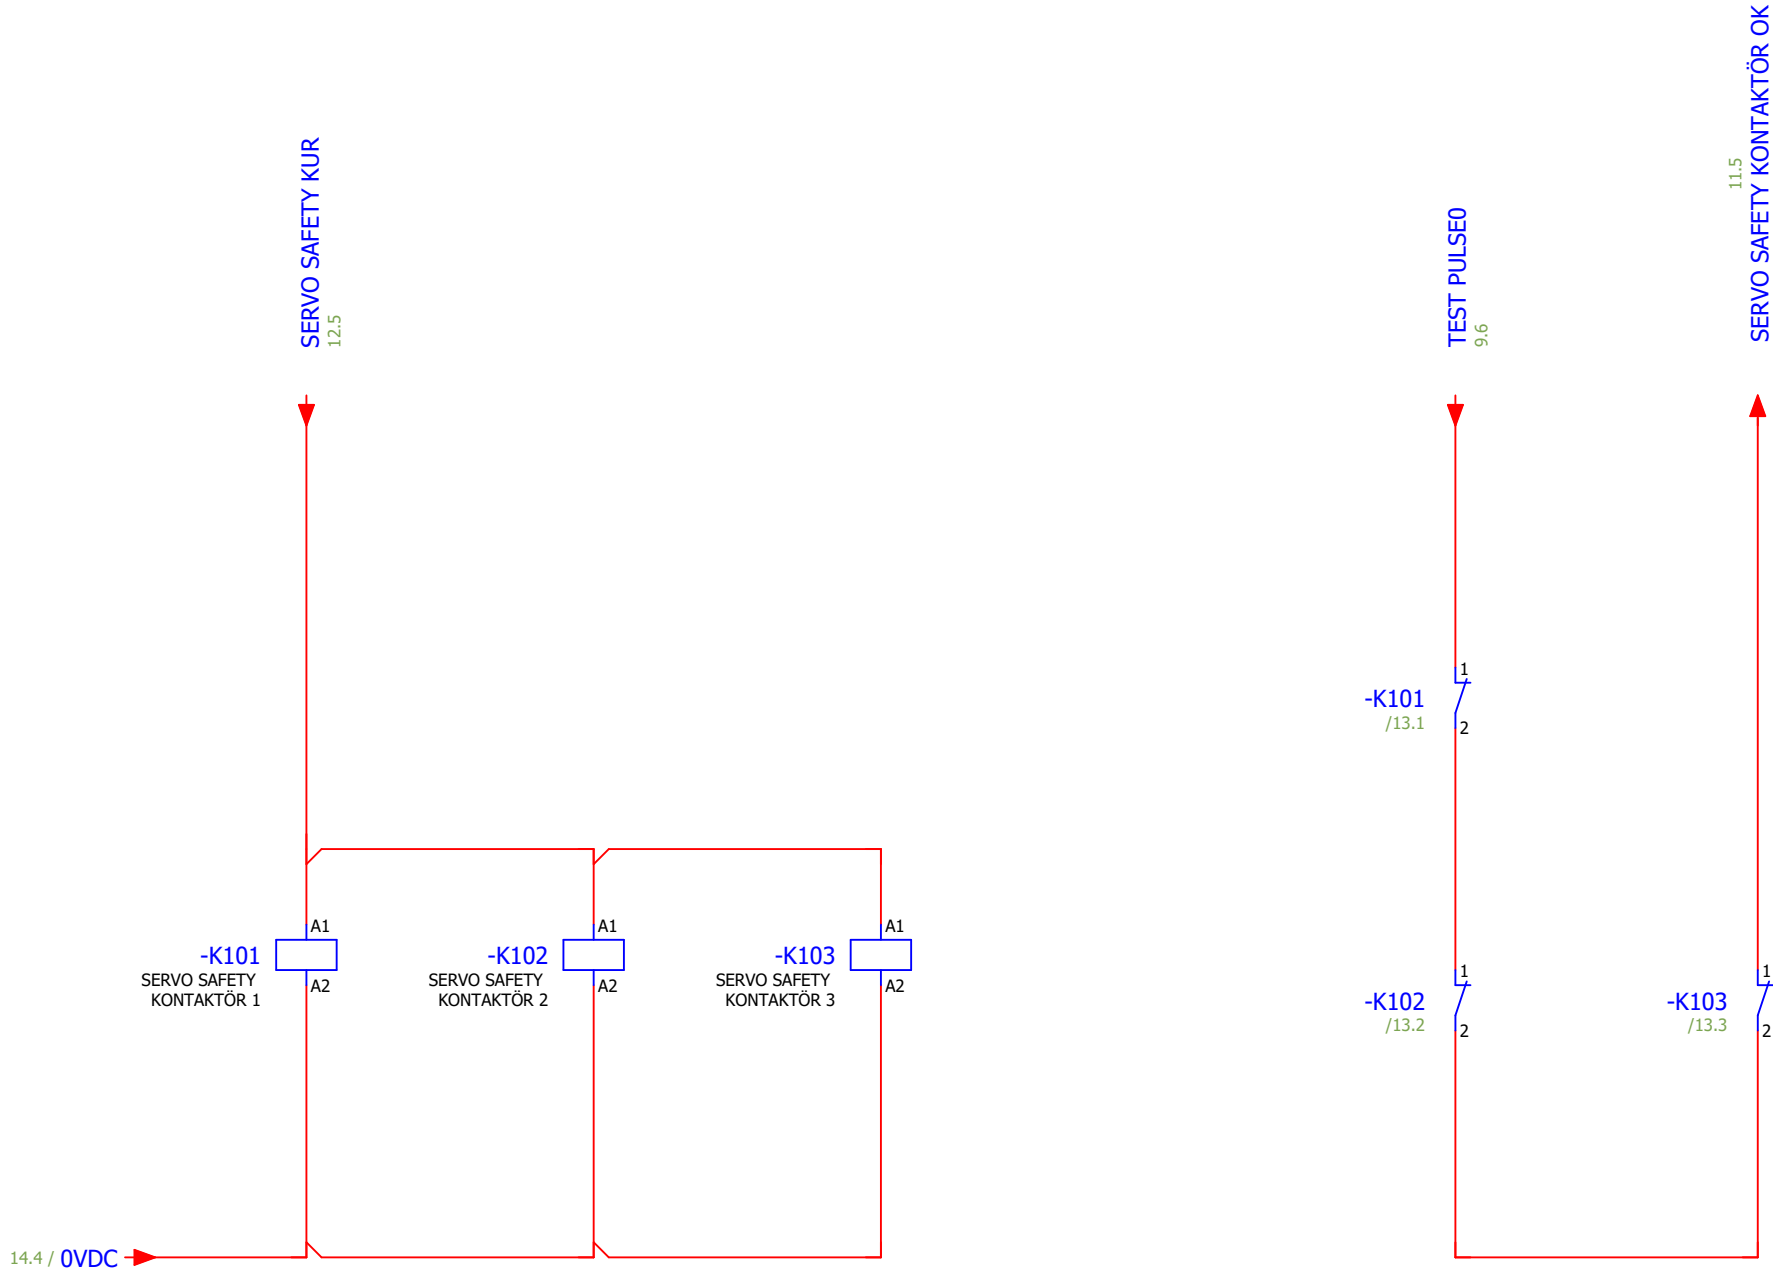 SERVO SAFETY KUR
12.5
TEST PULSE0
9.6
11.5
SERVO SAFETY KONTAKTÖR OK
1
-K101
/13.1
2
A1
-K101
SERVO SAFETY
KONTAKTÖR 1
A2
A1
-K102
SERVO SAFETY
KONTAKTÖR 2
A2
A1
-K103
SERVO SAFETY
KONTAKTÖR 3
A2
1
-K102
/13.2
2
1
-K103
/13.3
2
14.4 / 0VDC